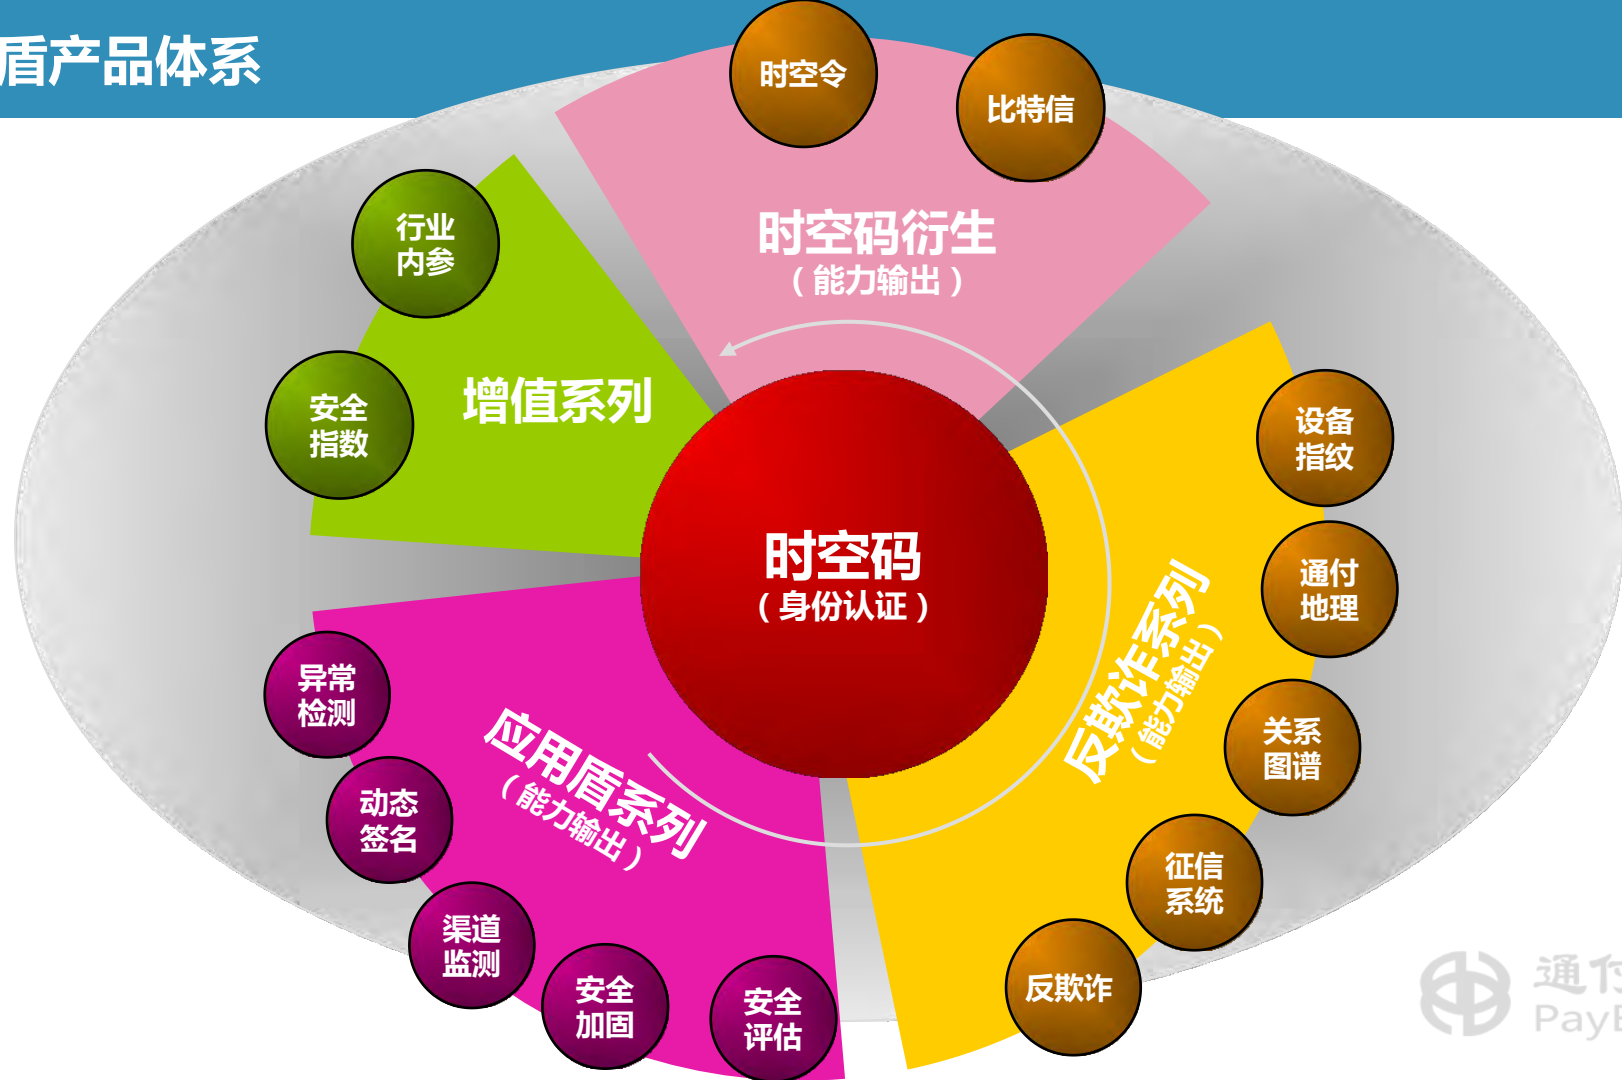 盾产品体系
时空令
比特信
时空码衍生
（能力输出）
行业
内参
安全
指数
增值系列
时空码
（身份认证）
设备
指纹
通付
地理
关系
图谱
征信
系统
反欺诈
反欺诈系列
（能力输出）
应用盾系列
（能力输出）
异常
检测
动态
签名
渠道
监测
安全
加固
安全
评估
通付
Pay